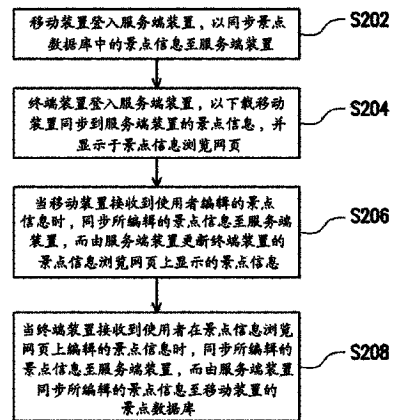 移动装置登入服务端装置，以同步景点
数据库中的景点信息至服务端装置
S202
终端装置登入服务端装置，以下载移动
装置同步到服务端装置的景点信息，并
显示于景点信息浏览网页
S204
当移动装置接收到使用者编辑的景点
信息时，同步所编辑的景点信息至服务端
装置，而由服务端装置更新终端装置的
景点信息浏览网页上显示的景点信息
S206
当终端装置接收到使用者在景点信息浏览
网页上编辑的景点信息时，同步所编辑的
景点信息至服务端装置，而由服务端装置
同步所编辑的景点信息至移动装置的
景点数据库
S208